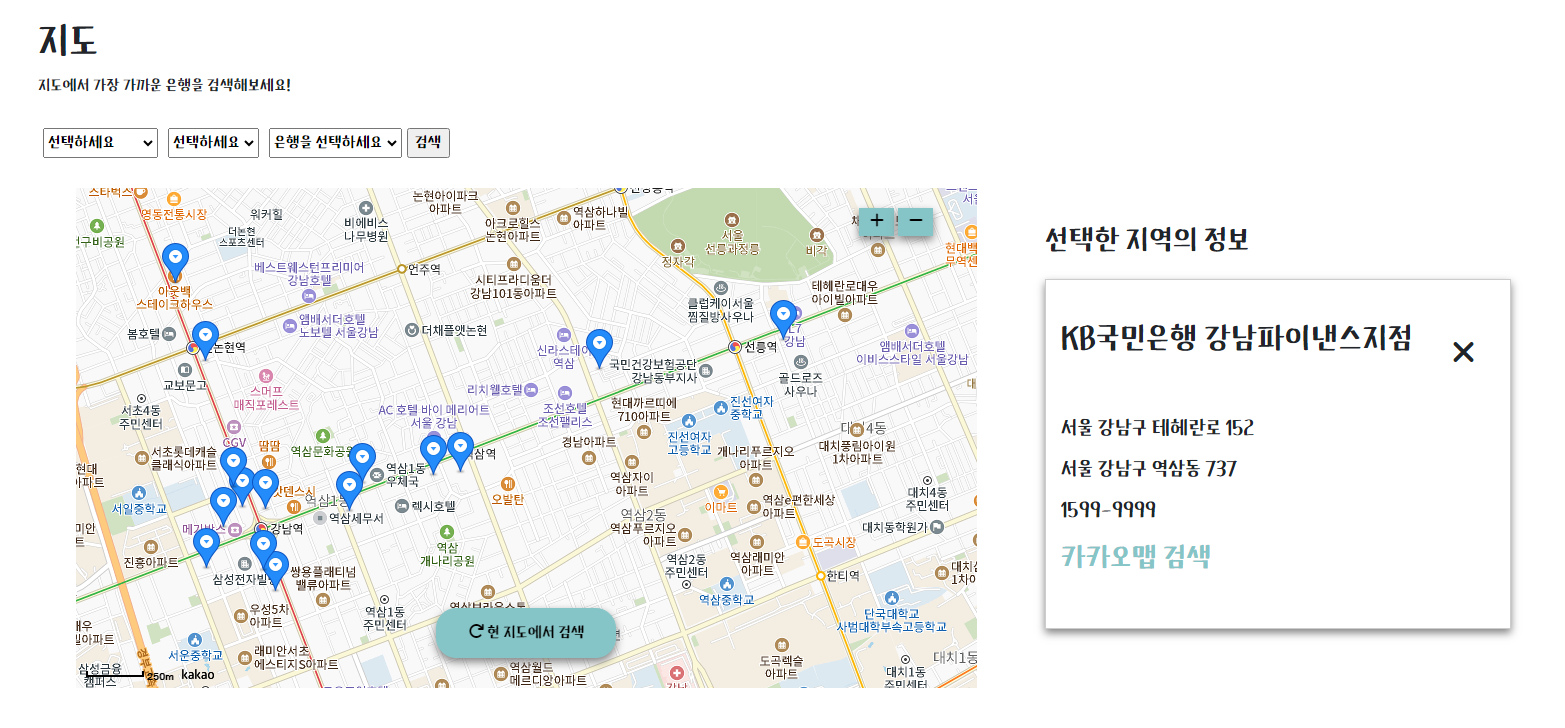 지도
지도에서 가장 가까운 은행을 검색해보세요!
선택하세요 선택하세요 은행을 선택하세요 검색
스타벅스
영동전통시장
워커힐
더논현
스포츠센터
비에비스
나무병원
논현아이파크
아파트
아크로힐스
논현아파트
역삼하나빌
아파트
+ −
서울
선릉과정릉
정자각
비각
현대백
무역센
베스트웨스턴프리미어
강남호텔
언주역
시티프라디움더
강남101동아파트
클럽케이서울
찜질방사우나
테헤란로대우
아이빌아파트
아웃백
스테이크하우스
봄호텔
앰배서더호텔
노보텔 서울강남
더채플앳논현
신논현역
신라스테이
역삼
국민건강보험공단
강남동부지사
선릉역
L7
강남
앰배서더호텔
이비스스타일 서울강남
골드로즈
사우나
교보문고
스머프
매직포레스트
리치웰호텔
서초4동
주민센터
AC 호텔 바이 메리어트
서울 강남
조선호텔
조선팰리스
현대까르띠에
710아파트
진선여자
중학교
진선여자
고등학교
CGV
땀땀
역삼문화공원
역삼역
경남아파트
대치4동
대치풍림아이원
1차아파트
개나리푸르지오
아파트
서초롯데캐슬
클래식아파트
역삼1동
우체국
역삼자이
아파트
서일중학교
갓덴스시
역삼1동
렉시호텔
오발탄
이마트
역삼e편한세상
아파트
대치4동
주민센터
메가박스
강남역
역삼세무서
역삼2동
역삼푸르지오
아파트
대치동학원가
진흥아파트
역삼
개나리공원
역삼2동
주민센터
역삼래미안
아파트
도곡시장
삼성전자빌딩
쌍용플래티넘
밸류아파트
한티역
역삼중학교
우성5차
아파트
역삼1동
주민센터
역삼브라운스톤
단국대학교
사범대학부속고등학교
현 지도에서 검색
서운중학교
래미안서초
에스티지S아파트
도곡렉슬
아파트
대치1동
대치1동
주민센터
삼성금융
캠퍼스
250m kakao
역삼월드
메르디앙아파트
선택한 지역의 정보
KB국민은행 강남파이낸스지점
서울 강남구 테헤란로 152
서울 강남구 역삼동 737
1599-9999
카카오맵 검색